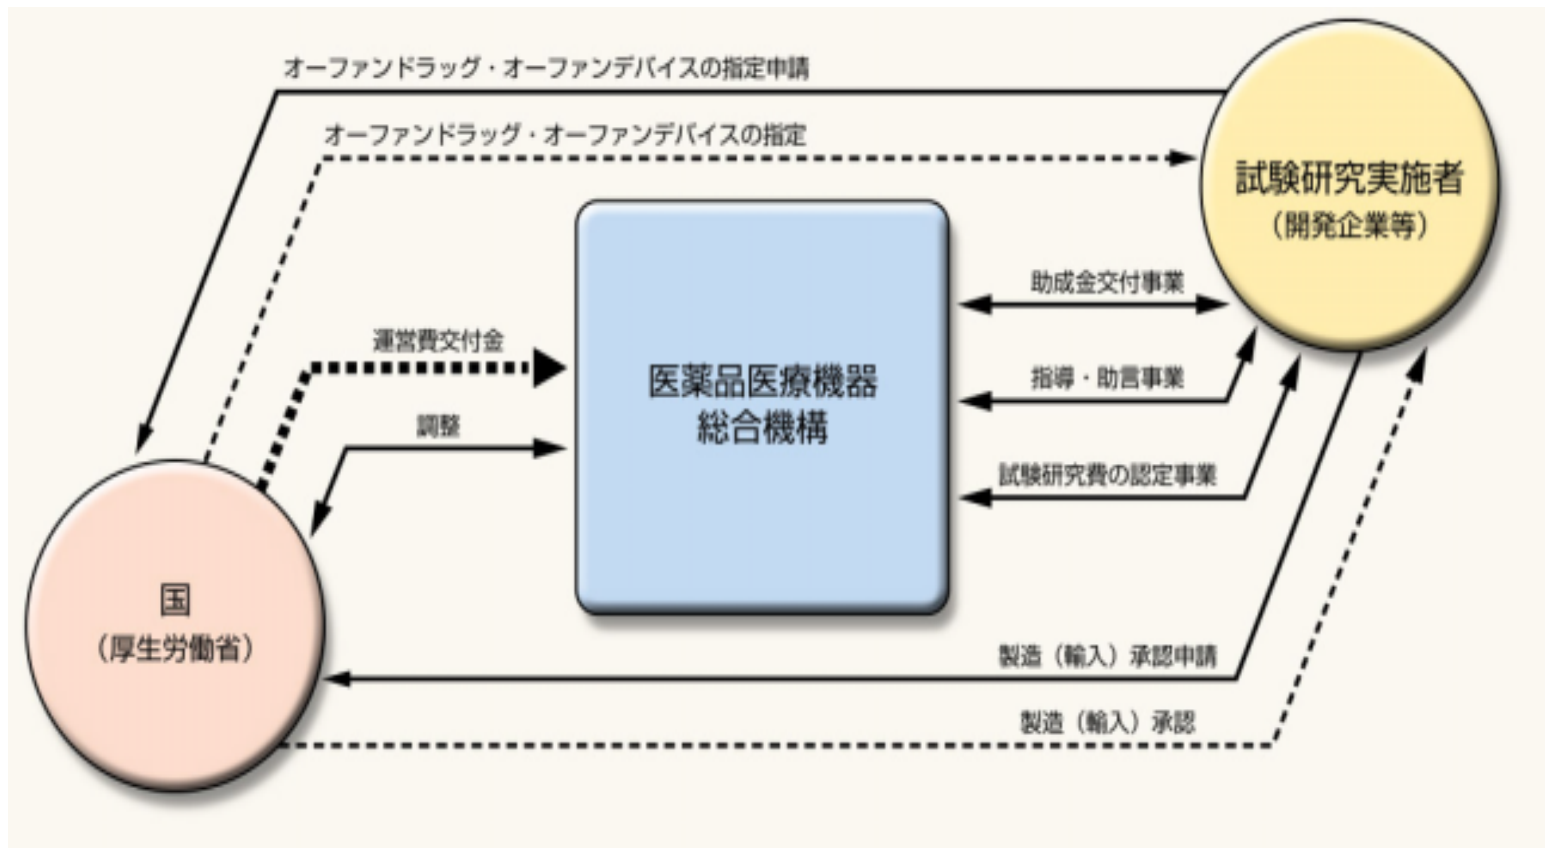 オーファンドラッグ・オーファンデバイスの指定申請
オーファンドラッグ・オーファンデバイスの指定
試験研究実施者
（開発企業等）
助成金交付事業
運営費交付金
医薬品医療機器
総合機構
指導・助言事業
調整
試験研究費の認定事業
国
（厚生労働省）
製造（輸入）承認申請
製造（輸入）承認